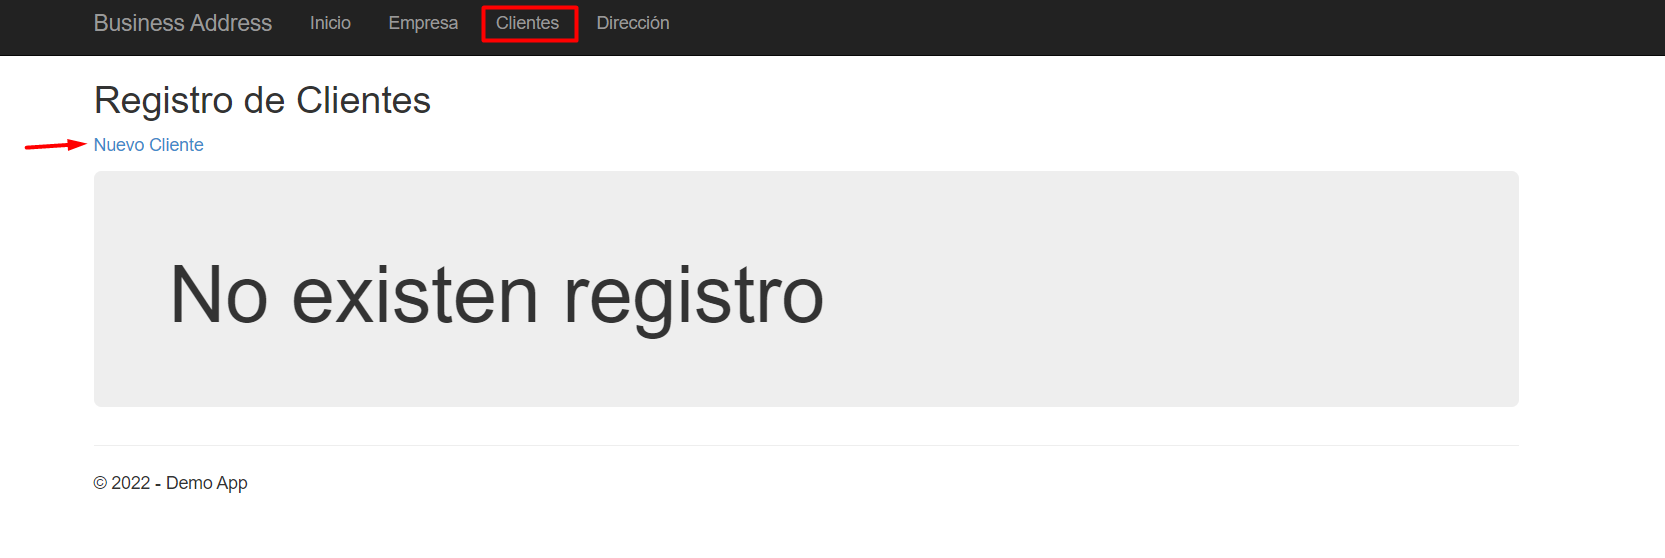 Business Address Inicio Empresa Clientes Dirección
Registro de Clientes
Nuevo Cliente
No existen registro
© 2022 - Demo App